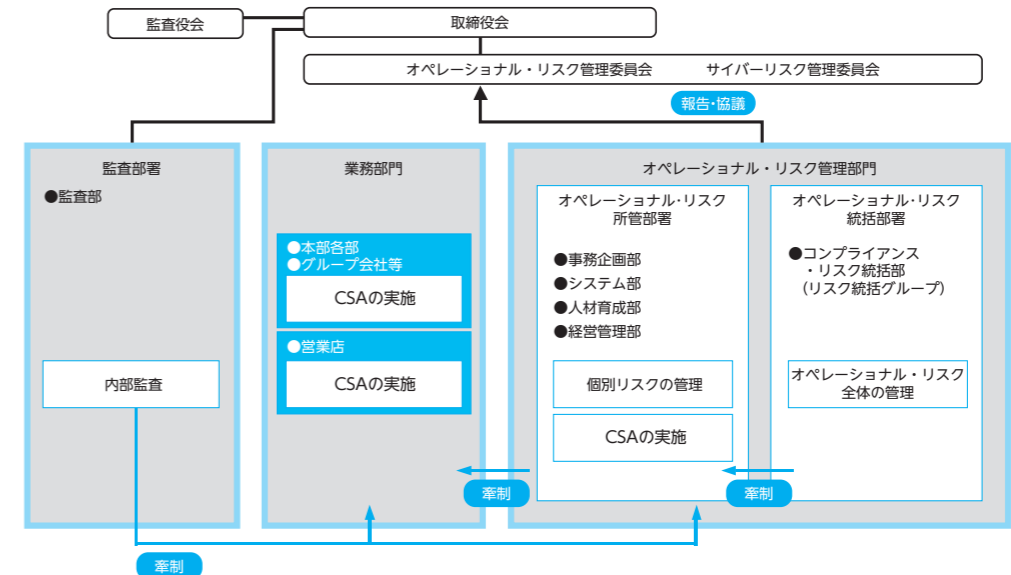 監査役会
取締役会
オペレーショナル・リスク管理委員会 サイバーリスク管理委員会
報告・協議
監査部署
●監査部
内部監査
業務部門
●本部各部
●グループ会社等
CSAの実施
●営業店
CSAの実施
オペレーショナル・リスク管理部門
オペレーショナル・リスク
所管部署
●事務企画部
●システム部
●人材育成部
●経営管理部
個別リスクの管理
CSAの実施
オペレーショナル・リスク
統括部署
●コンプライアンス
・リスク統括部
(リスク統括グループ)
オペレーショナル・リスク
全体の管理
牽制
牽制
牽制